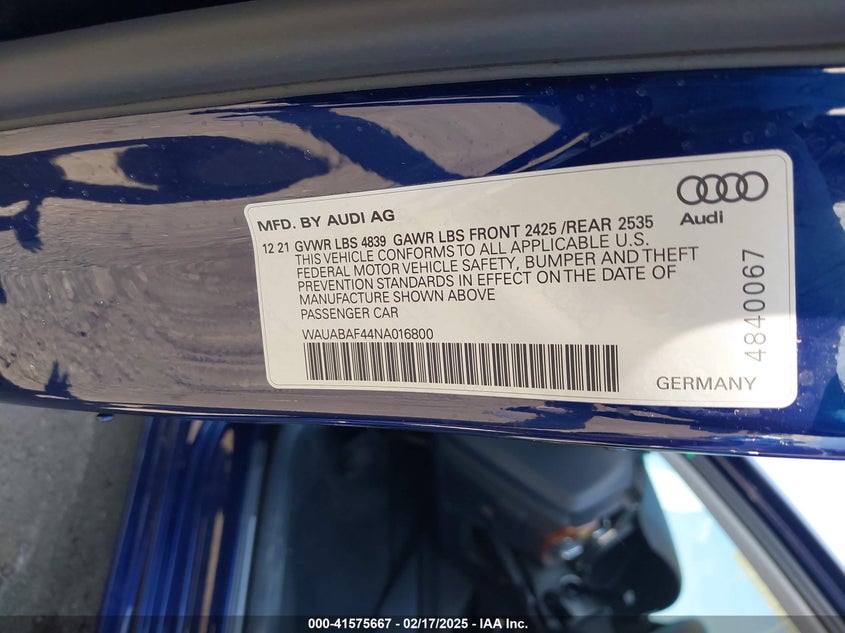 MFD. BY AUDI AG
Audi
12 21 GVWR LBS 4839 GAWR LBS FRONT 2425 /REAR 2535
THIS VEHICLE CONFORMS TO ALL APPLICABLE U.S.
FEDERAL MOTOR VEHICLE SAFETY, BUMPER AND THEFT
PREVENTION STANDARDS IN EFFECT ON THE DATE OF
MANUFACTURE SHOWN ABOVE
PASSENGER CAR
WAUABAF44NA016800
4840067
GERMANY
000-41575667 - 02/17/2025 - IAA Inc.